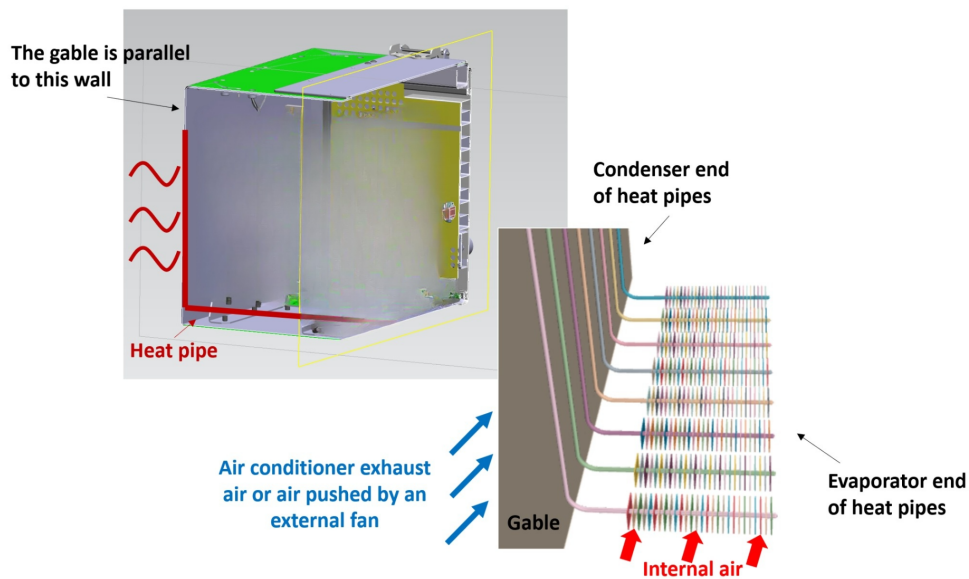 The gable is parallel
to this wall
Heat pipe
Condenser end
of heat pipes
Air conditioner exhaust
air or air pushed by an
external fan
Gable
Evaporator end
of heat pipes
Internal air